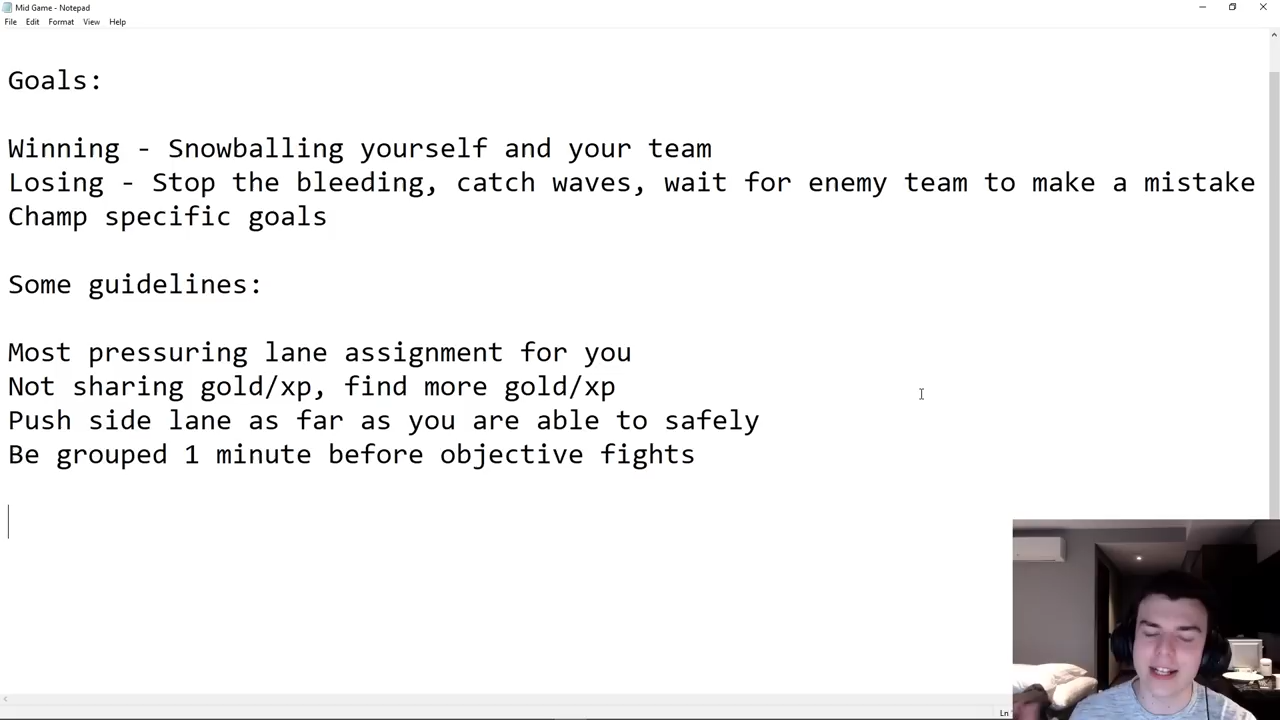 Mid Game - Notepad
File Edit Format View Help
Goals:
Winning - Snowballing yourself and your team
Losing - Stop the bleeding, catch waves, wait for enemy team to make a mistake
Champ specific goals
Some guidelines:
Most pressuring lane assignment for you
Not sharing gold/xp, find more gold/xp
Push side lane as far as you are able to safely
Be grouped 1 minute before objective fights
Ln